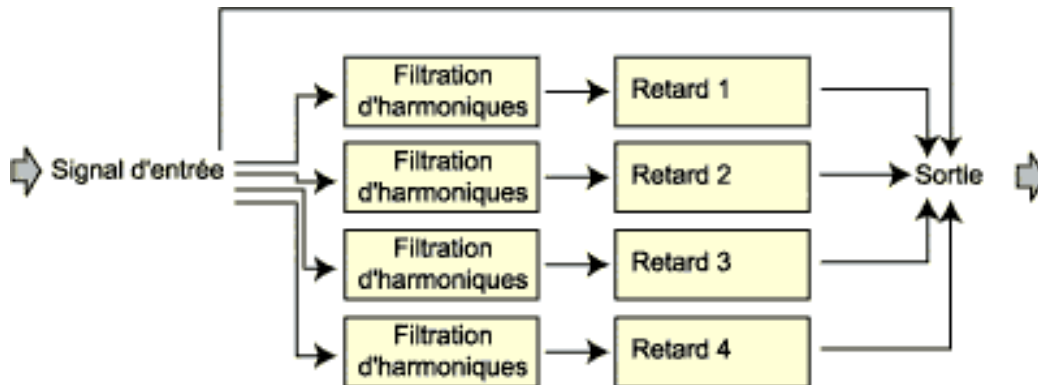 Filtration
d'harmoniques
Retard 1
Signal d'entrée
Filtration
d'harmoniques
Retard 2
Sortie
Filtration
d'harmoniques
Retard 3
Filtration
d'harmoniques
Retard 4